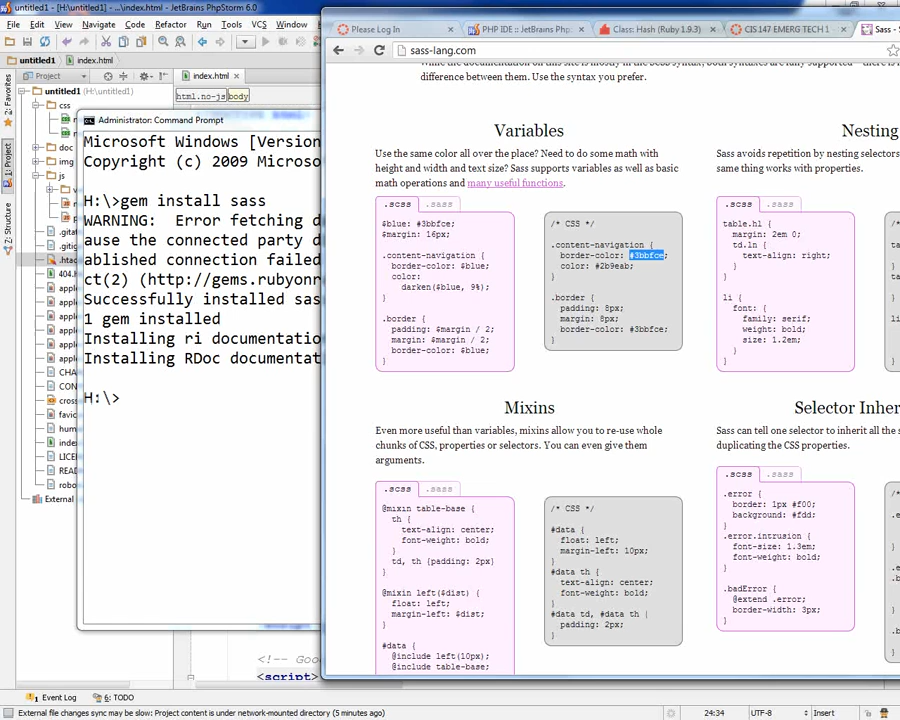 untitled1 [H:\untitled1] - ...\index.html - JetBrains PhpStorm 6.0
File Edit View Navigate Code Refactor Run Tools VCS Window
untitled1 index.html
Project
index.html
html.no-js body
1: Project
2: Favorites
Z: Structure
untitled1 (H:\untitled1)
css
doc
img
js
.gita
.gitig
.htac
404.h
apple
apple
apple
apple
apple
apple
CHA
CON
cross
favic
hum
index
LICE
READ
robo
External
Administrator: Command Prompt
Microsoft Windows [Version
Copyright (c) 2009 Microso
H:\>gem install sass
WARNING:  Error fetching d
ause the connected party d
ablished connection failed
ct(2) (http://gems.rubyonr
Successfully installed sas
1 gem installed
Installing ri documentatio
Installing RDoc documentat
H:\>
<!-- Goo
<script>
Please Log In
PHP IDE :: JetBrains Php
Class: Hash (Ruby 1.9.3)
CIS 147 EMERG TECH 1
Sass -
sass-lang.com
difference between them. Use the syntax you prefer.
Variables
Use the same color all over the place? Need to do some math with
height and width and text size? Sass supports variables as well as basic
math operations and many useful functions.
.scss .sass
$blue: #3bbfce;
$margin: 16px;
.content-navigation {
border-color: $blue;
color:
darken($blue, 9%);
}
.border {
padding: $margin / 2;
margin: $margin / 2;
border-color: $blue;
}
/* CSS */
.content-navigation {
border-color: #3bbfce;
color: #2b9eab;
}
.border {
padding: 8px;
margin: 8px;
border-color: #3bbfce;
}
Nesting
Sass avoids repetition by nesting selectors
same thing works with properties.
.scss .sass
table.hl {
margin: 2em 0;
td.ln {
text-align: right;
}
}
li {
font: {
family: serif;
weight: bold;
size: 1.2em;
}
}
Mixins
Even more useful than variables, mixins allow you to re-use whole
chunks of CSS, properties or selectors. You can even give them
arguments.
.scss .sass
@mixin table-base {
th {
text-align: center;
font-weight: bold;
}
td, th {padding: 2px}
}
@mixin left($dist) {
float: left;
margin-left: $dist;
}
#data {
@include left(10px);
@include table-base;
/* CSS */
#data {
float: left;
margin-left: 10px;
}
#data th {
text-align: center;
font-weight: bold;
}
#data td, #data th {
padding: 2px;
}
Selector Inher
Sass can tell one selector to inherit all the s
duplicating the CSS properties.
.scss .sass
.error {
border: 1px #f00;
background: #fdd;
}
.error.intrusion {
font-size: 1.3em;
font-weight: bold;
}
.badError {
@extend .error;
border-width: 3px;
}
Event Log 6: TODO
External file changes sync may be slow: Project content is under network-mounted directory (5 minutes ago)
24:34 UTF-8 Insert